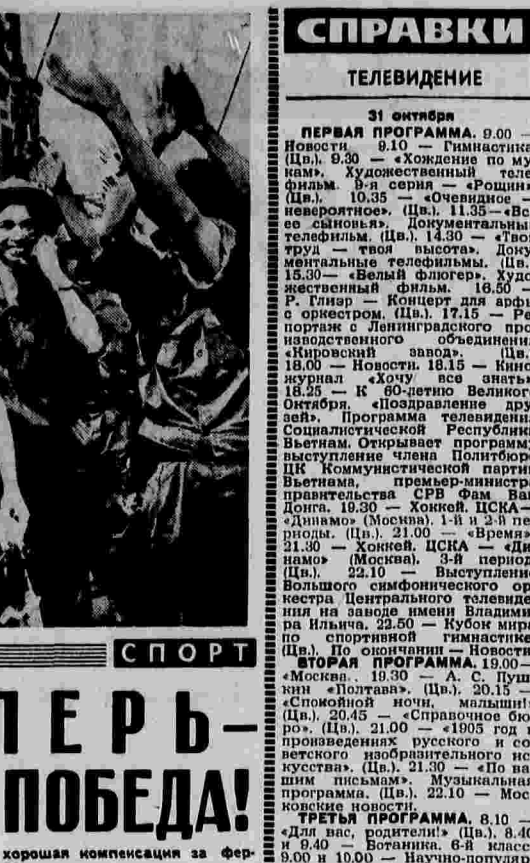 СПРАВКИ
ТЕЛЕВИДЕНИЕ
31 октября
ПЕРВАЯ ПРОГРАММА. 9.00 —
Новости 9.10 — Гимнастика
(Цв.). 9.30 — «Хождение по му
кам». Художественный теле
фильм. 9-я серия — «Рощин»
(Цв.). 10.35 — «Очевидное —
невероятное». (Цв.). 11.35—«Во
ее сыновья». Документальны
телефильм. (Цв.). 14.30 — «Твой
труд — твоя высота». Доку
ментальные телефильмы. (Цв.
15.30— «Белый флюгер». Худо
жественный фильм. 16.50 —
Р. Глиэр — Концерт для арфы
с оркестром. (Цв.). 17.15 — Ре
портаж с Ленинградского про
изводственного объединения
«Кировский завод». (Цв.
18.00 — Новости. 18.15 — Кино
журнал «Хочу все знать»
18.25 — К 60-летию Великого
Октября. «Поздравление дру
зей». Программа телевидени
Социалистической Республики
Вьетнам. Открывает программу
выступление члена Политбюро
ЦК Коммунистической партии
Вьетнама, премьер-министра
правительства СРВ Фам Ван
Донга. 19.30 — Хоккей. ЦСКА—
«Динамо» (Москва). 1-й и 2-й пе
риоды. (Цв.). 21.00 — «Время»
21.30 — Хоккей. ЦСКА — «Ди
намо» (Москва). 3-й период
(Цв.). 22.10 — Выступление
Большого симфонического ор
кестра Центрального телевиде
ния на заводе имени Владими
ра Ильича. 22.50 — Кубок мира
по спортивной гимнастике
(Цв.). По окончании — Новости
ВТОРАЯ ПРОГРАММА. 19.00—
«Москва». 19.30 — А. С. Пуш
кин «Полтава». (Цв.). 20.15 —
«Спокойной ночи, малыши!»
(Цв.). 20.45 — «Справочное бю
ро». (Цв.). 21.00 — «1905 год в
произведениях русского и со
ветского изобразительного ис
кусства». (Цв.). 21.30 — «По ва
шим письмам». Музыкальная
программа. (Цв.). 22.10 — Мос
ковские новости.
ТРЕТЬЯ ПРОГРАММА. 8.10 —
«Для вас, родители!» (Цв.). 8.40
и 9.40 — Ботаника. 6-й класс
9.00 и 10.00 — Научно-попул
СПОРТ
ПЕРЬ—
ПОБЕДА!
хорошая компенсация за фер-